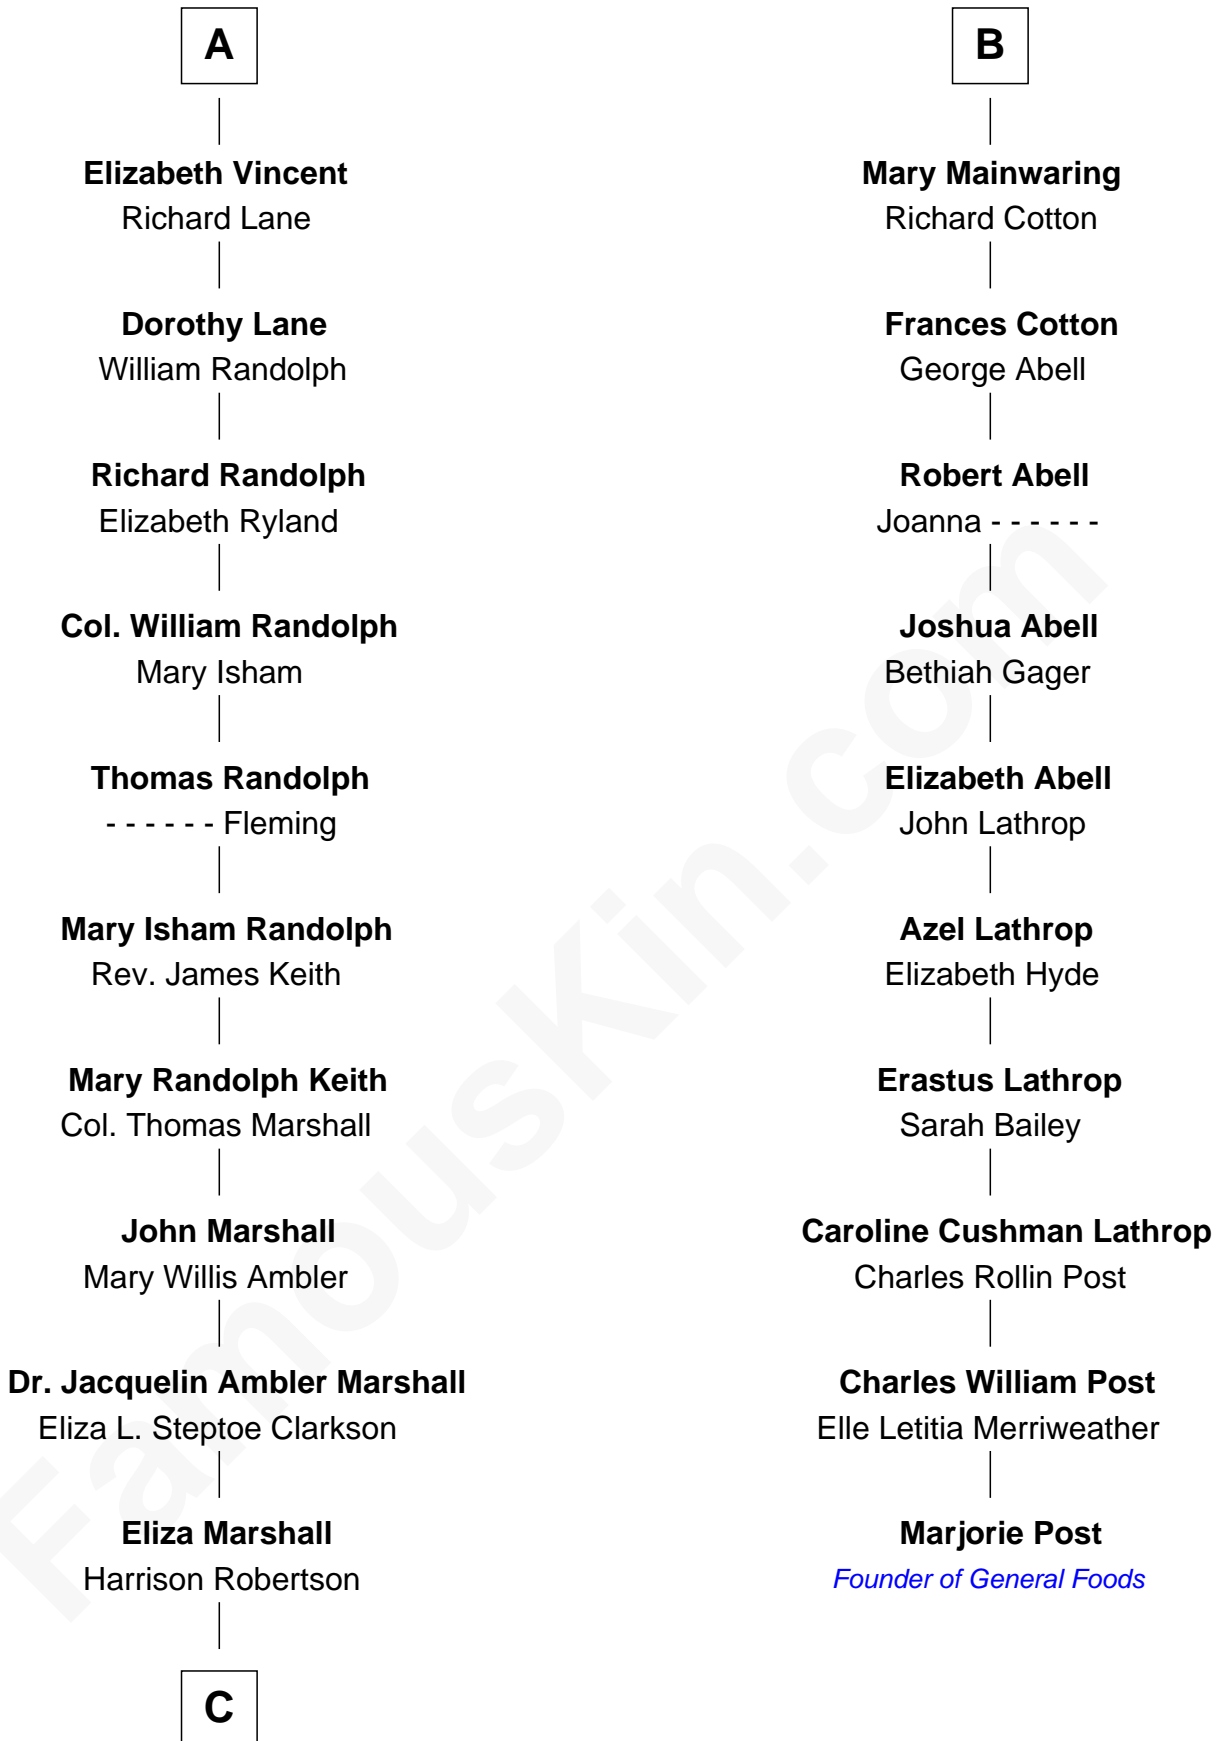 A
Elizabeth Vincent
Richard Lane
Dorothy Lane
William Randolph
Richard Randolph
Elizabeth Ryland
Col. William Randolph
Mary Isham
Thomas Randolph
- - - - - - Fleming
Mary Isham Randolph
Rev. James Keith
Mary Randolph Keith
Col. Thomas Marshall
John Marshall
Mary Willis Ambler
Dr. Jacquelin Ambler Marshall
Eliza L. Steptoe Clarkson
Eliza Marshall
Harrison Robertson
C
B
Mary Mainwaring
Richard Cotton
Frances Cotton
George Abell
Robert Abell
Joanna - - - - - -
Joshua Abell
Bethiah Gager
Elizabeth Abell
John Lathrop
Azel Lathrop
Elizabeth Hyde
Erastus Lathrop
Sarah Bailey
Caroline Cushman Lathrop
Charles Rollin Post
Charles William Post
Elle Letitia Merriweather
Marjorie Post
Founder of General Foods
FamousKin.com